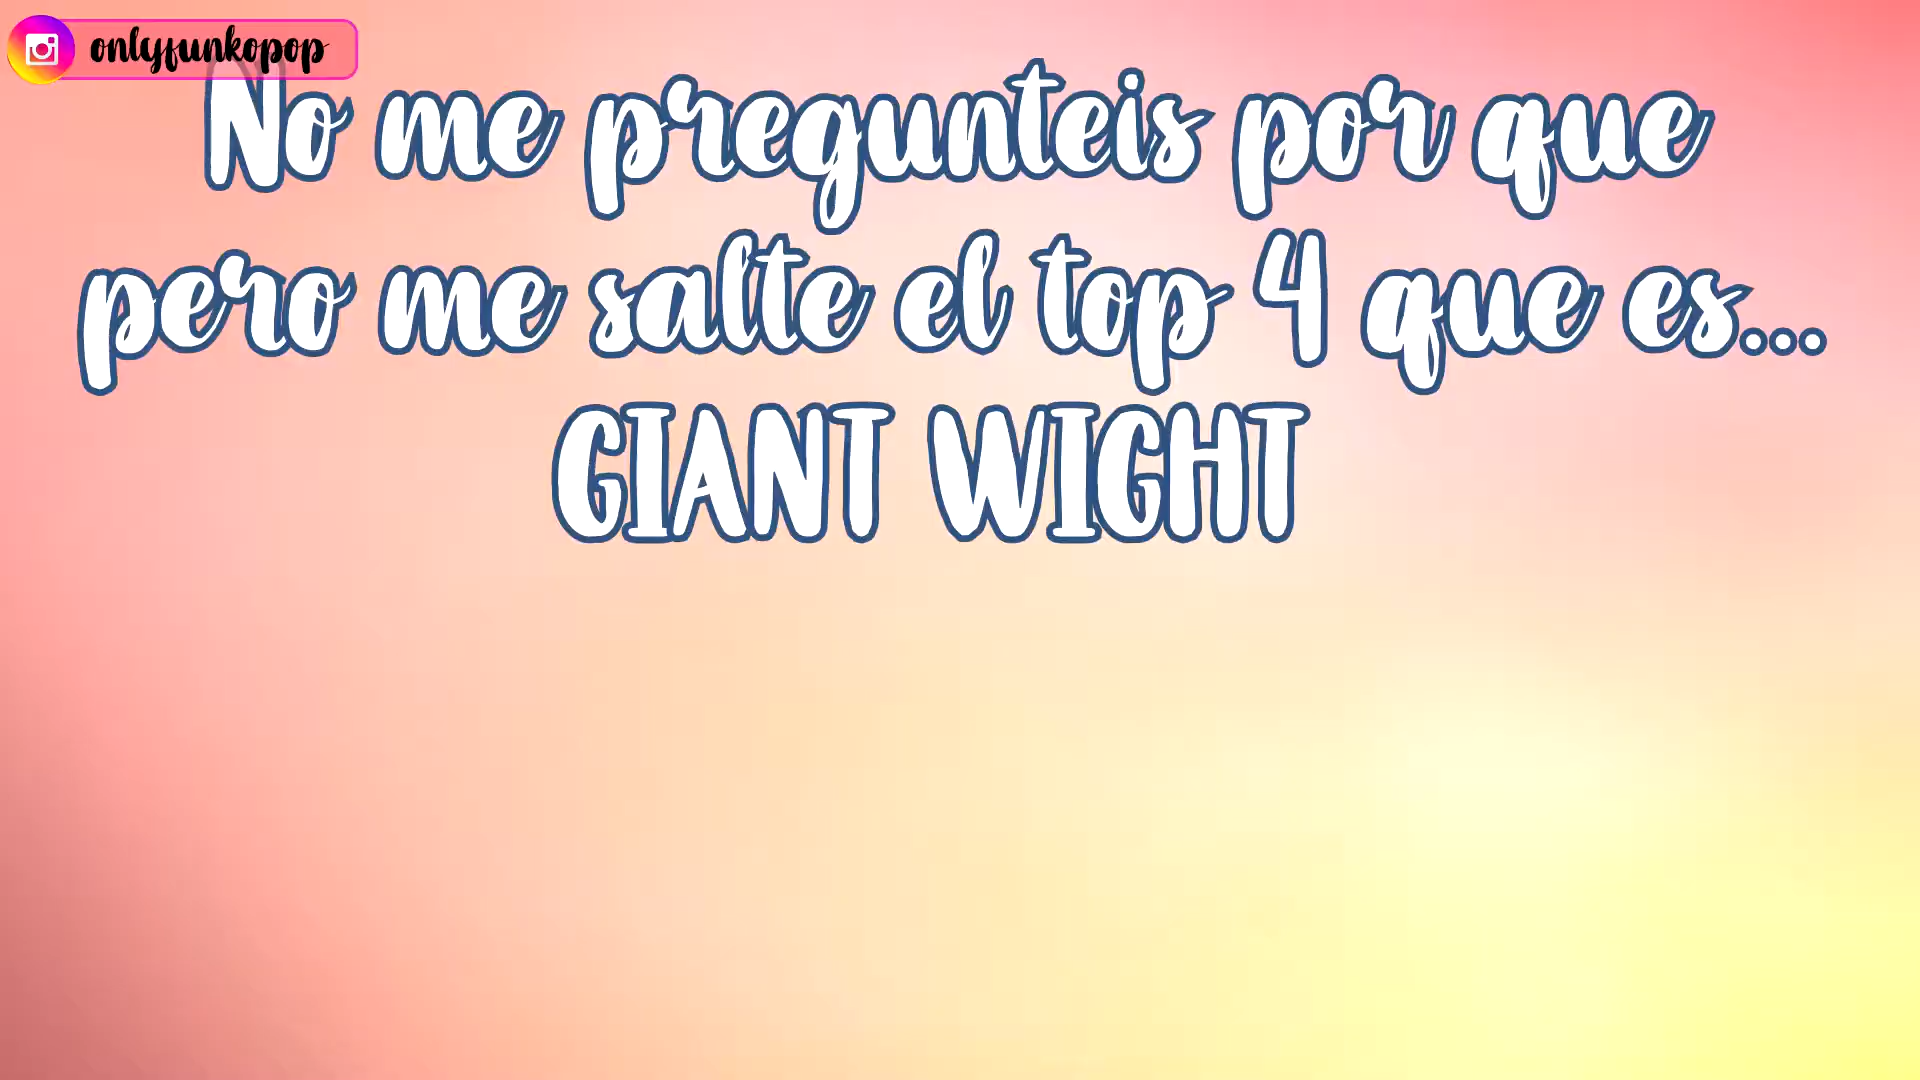 onlyfunkopop
No me pregunteis por que
pero me salte el top 4 que es...
GIANT WIGHT